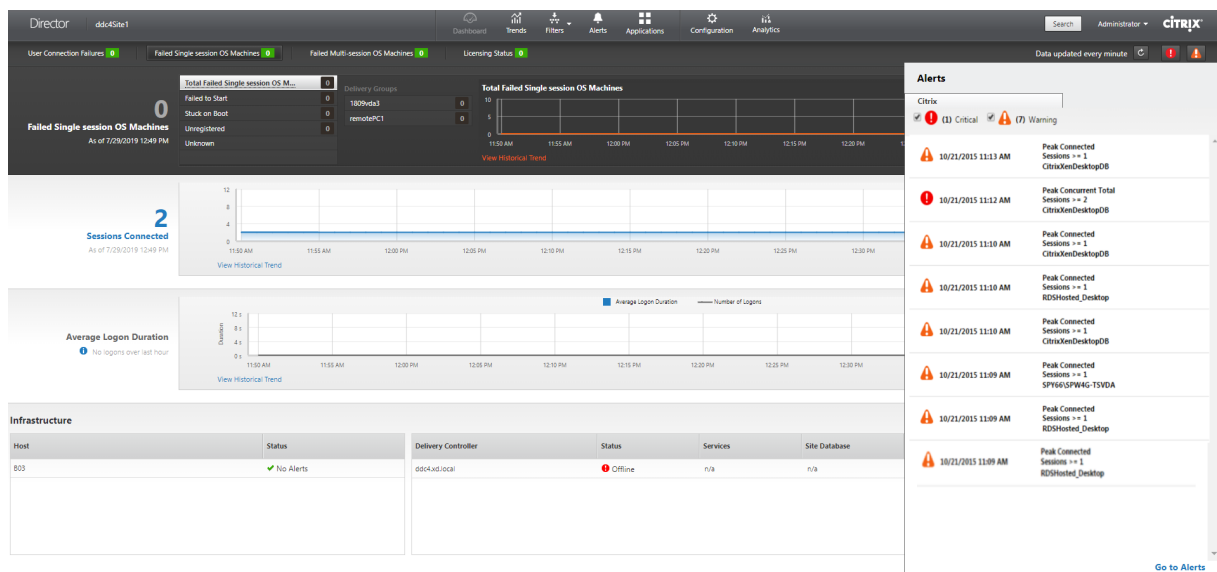 Director ddc4Site1 Dashboard Trends Filters Alerts Applications Configuration Analytics Search Administrator CİTRIX
User Connection Failures 0 Failed Single session OS Machines 0 Failed Multi-session OS Machines 0 Licensing Status 0 Data updated every minute
0
Failed Single session OS Machines
As of 7/29/2019 12:49 PM
Total Failed Single session OS M... 0
Failed to Start 0
Stuck on Boot 0
Unregistered 0
Unknown
Delivery Groups
1809vda3 0
remotePC1 0
Total Failed Single session OS Machines
10
5
0
11:50 AM 11:55 AM 12:00 PM 12:05 PM 12:10 PM 12:15 PM 12:20 PM
View Historical Trend
2
Sessions Connected
As of 7/29/2019 12:49 PM
12
8
4
0
11:50 AM 11:55 AM 12:00 PM 12:05 PM 12:10 PM 12:15 PM 12:20 PM 12:25 PM 12:30 PM
View Historical Trend
Average Logon Duration
No logons over last hour
Average Logon Duration Number of Logons
Duration
12 s
8 s
4 s
0 s
11:50 AM 11:55 AM 12:00 PM 12:05 PM 12:10 PM 12:15 PM 12:20 PM 12:25 PM 12:30 PM
View Historical Trend
Infrastructure
Host Status
B03 No Alerts
Delivery Controller Status Services Site Database
ddc4.xd.local Offline n/a n/a
Alerts
Citrix
(1) Critical (7) Warning
10/21/2015 11:13 AM
Peak Connected
Sessions >= 1
CitrixXenDesktopDB
10/21/2015 11:12 AM
Peak Concurrent Total
Sessions >= 2
CitrixXenDesktopDB
10/21/2015 11:10 AM
Peak Connected
Sessions >= 1
CitrixXenDesktopDB
10/21/2015 11:10 AM
Peak Connected
Sessions >= 1
RDSHosted_Desktop
10/21/2015 11:10 AM
Peak Connected
Sessions >= 1
CitrixXenDesktopDB
10/21/2015 11:09 AM
Peak Connected
Sessions >= 1
SPY66\SPW4G-TSVDA
10/21/2015 11:09 AM
Peak Connected
Sessions >= 1
RDSHosted_Desktop
10/21/2015 11:09 AM
Peak Connected
Sessions >= 1
RDSHosted_Desktop
Go to Alerts